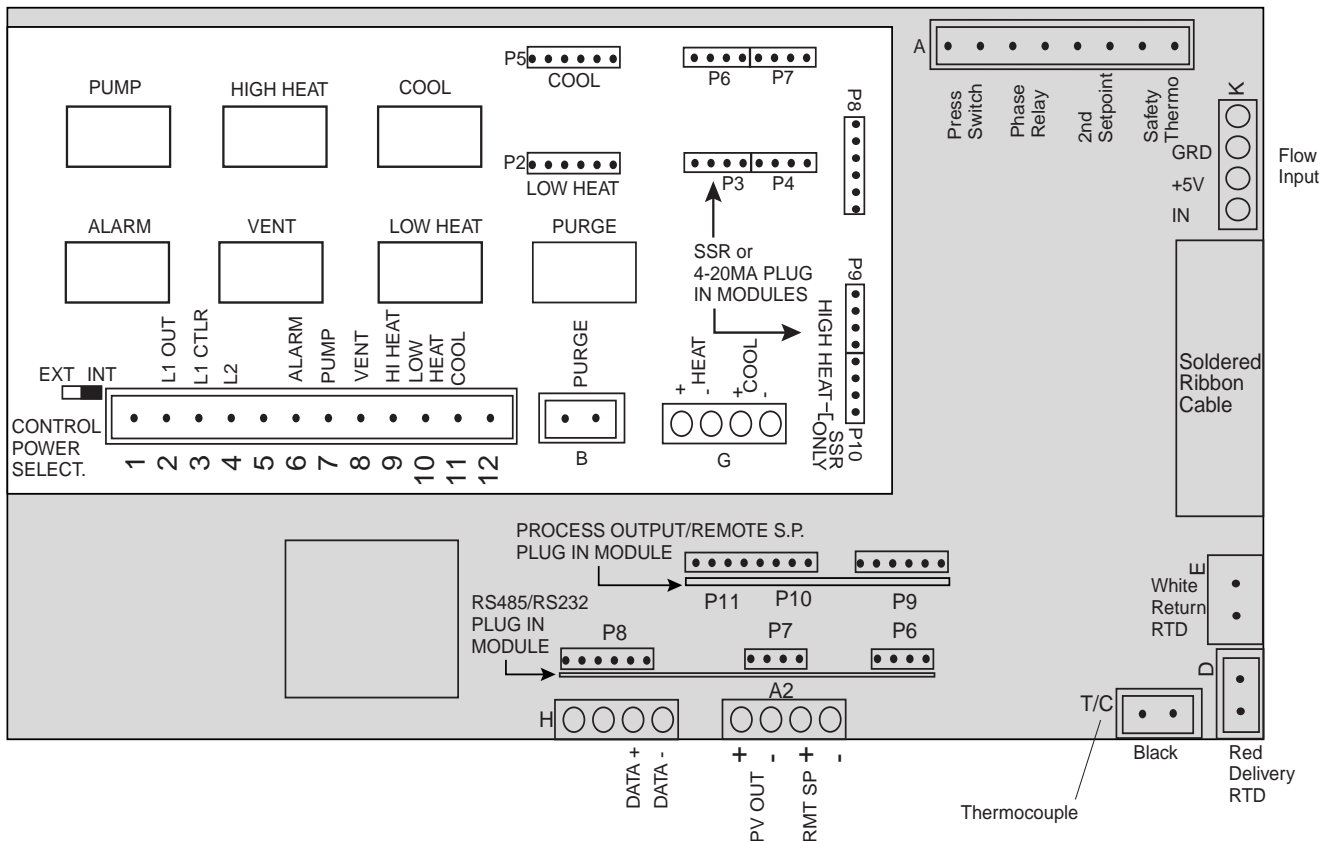 A
Press
Switch
Phase
Relay
2nd
Setpoint
Safety
Thermo
K
GRD
+5V
IN
Flow
Input
P5
COOL
P6
P7
P8
PUMP
HIGH HEAT
COOL
P2
LOW HEAT
P3
P4
ALARM
VENT
LOW HEAT
PURGE
SSR or
4-20MA PLUG
IN MODULES
P9
HIGH HEAT-[
SSR
ONLY
P10
EXT INT
CONTROL
POWER
SELECT.
L1 OUT
L1 CTLR
L2
ALARM
PUMP
VENT
HI HEAT
LOW
HEAT
COOL
1 2 3 4 5 6 7 8 9 10 11 12
PURGE
B
+ HEAT -
+ COOL -
G
Soldered
Ribbon
Cable
PROCESS OUTPUT/REMOTE S.P.
PLUG IN MODULE
P11
P10
P9
RS485/RS232
PLUG IN
MODULE
P8
P7
P6
A2
H
DATA +
DATA -
+ PV OUT -
+ RMT SP -
E
White
Return
RTD
D
T/C
Black
Red
Delivery
RTD
Thermocouple